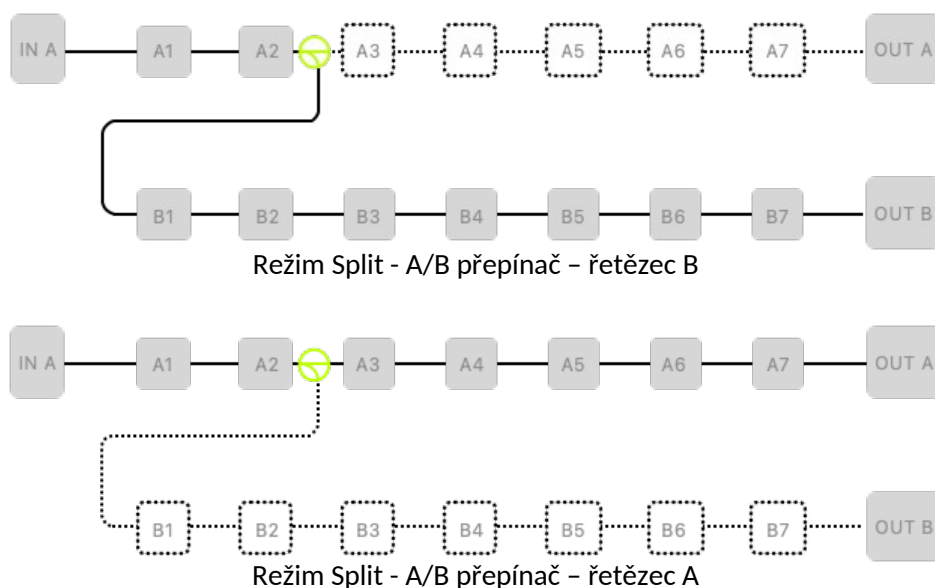 IN A A1 A2 A3 A4 A5 A6 A7 OUT A
B1 B2 B3 B4 B5 B6 B7 OUT B
Režim Split - A/B přepínač – řetězec B
IN A A1 A2 A3 A4 A5 A6 A7 OUT A
B1 B2 B3 B4 B5 B6 B7 OUT B
Režim Split - A/B přepínač – řetězec A